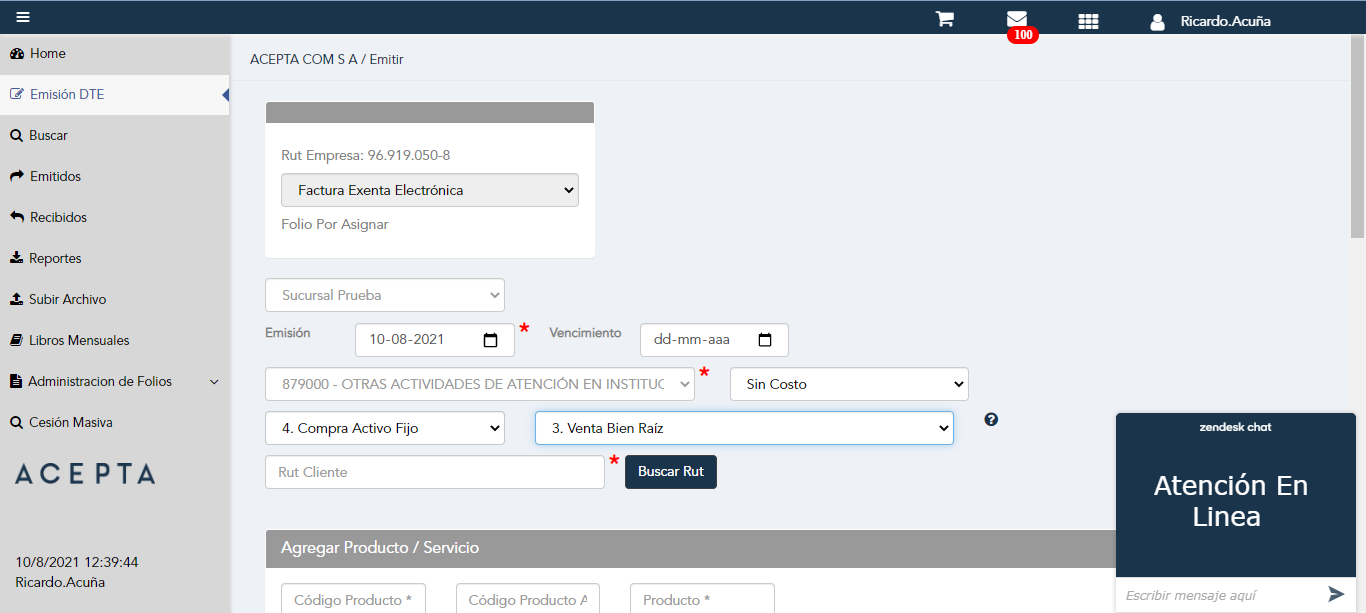 100
Ricardo.Acuña
Home
Emisión DTE
Buscar
Emitidos
Recibidos
Reportes
Subir Archivo
Libros Mensuales
Administracion de Folios
Cesión Masiva
ACEPTA
10/8/2021 12:39:44
Ricardo.Acuña
ACEPTA COM S A / Emitir
Rut Empresa: 96.919.050-8
Factura Exenta Electrónica
Folio Por Asignar
Sucursal Prueba
Emisión 10-08-2021 * Vencimiento dd-mm-aaa
879000 - OTRAS ACTIVIDADES DE ATENCIÓN EN INSTITUC * Sin Costo
4. Compra Activo Fijo 3. Venta Bien Raíz ?
Rut Cliente * Buscar Rut
Agregar Producto / Servicio
Código Producto * Código Producto A Producto *
zendesk chat
Atención En
Linea
Escribir mensaje aquí